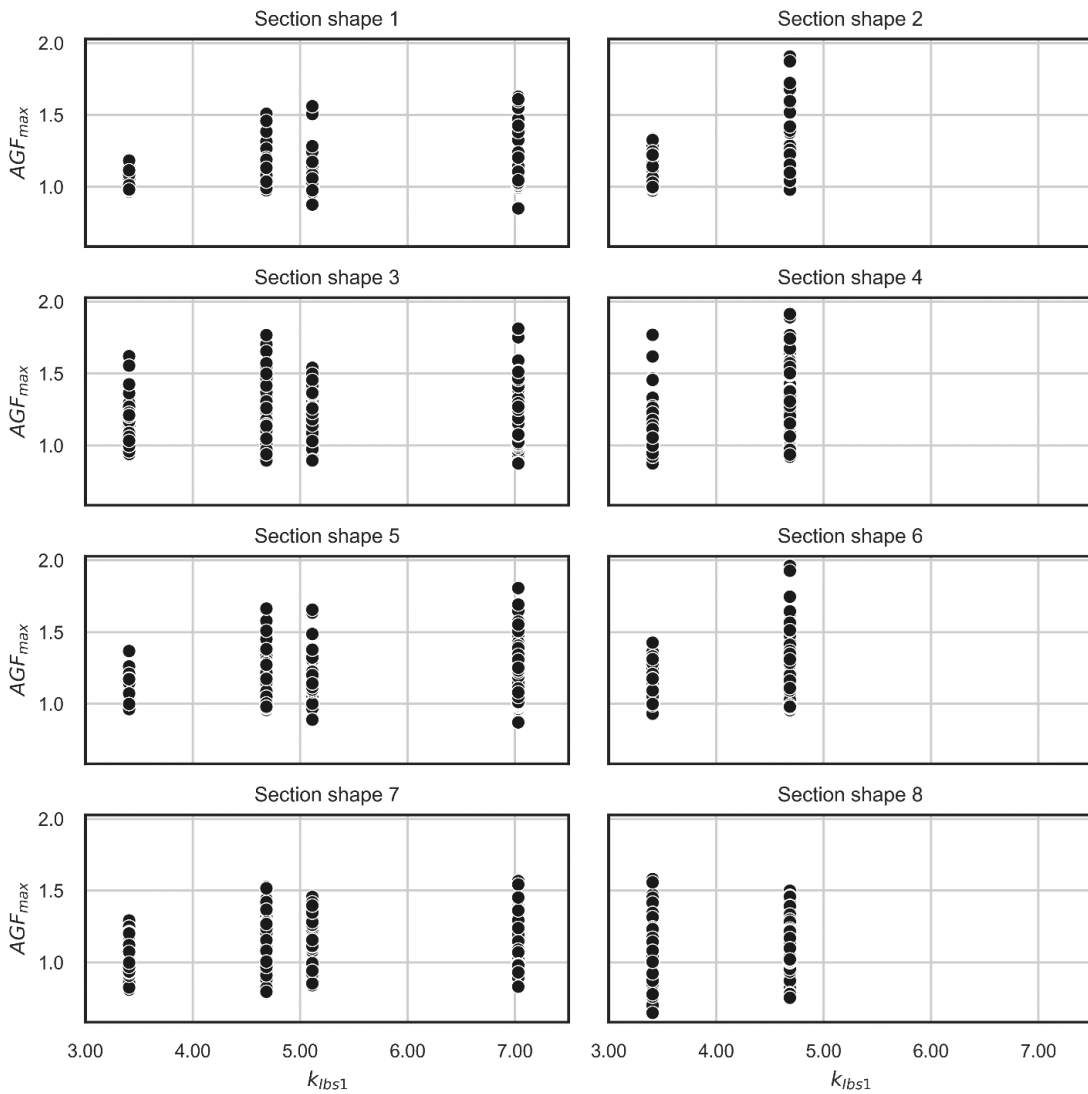 Section shape 1
Section shape 2
2.0
1.5
1.0
AGF_max
Section shape 3
Section shape 4
2.0
1.5
1.0
AGF_max
Section shape 5
Section shape 6
2.0
1.5
1.0
AGF_max
Section shape 7
Section shape 8
2.0
1.5
1.0
AGF_max
3.00 4.00 5.00 6.00 7.00
3.00 4.00 5.00 6.00 7.00
k_lbs1
k_lbs1